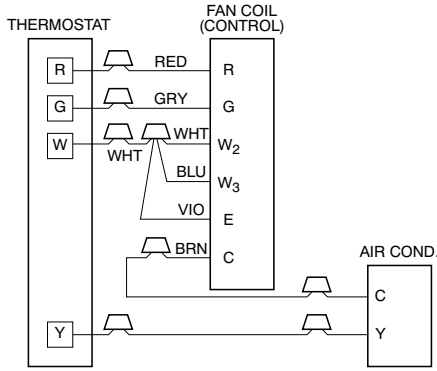 FAN COIL
(CONTROL)
THERMOSTAT
R RED R
G GRY G
W WHT WHT W2
BLU W3
VIO E
BRN C
AIR COND.
C
Y Y